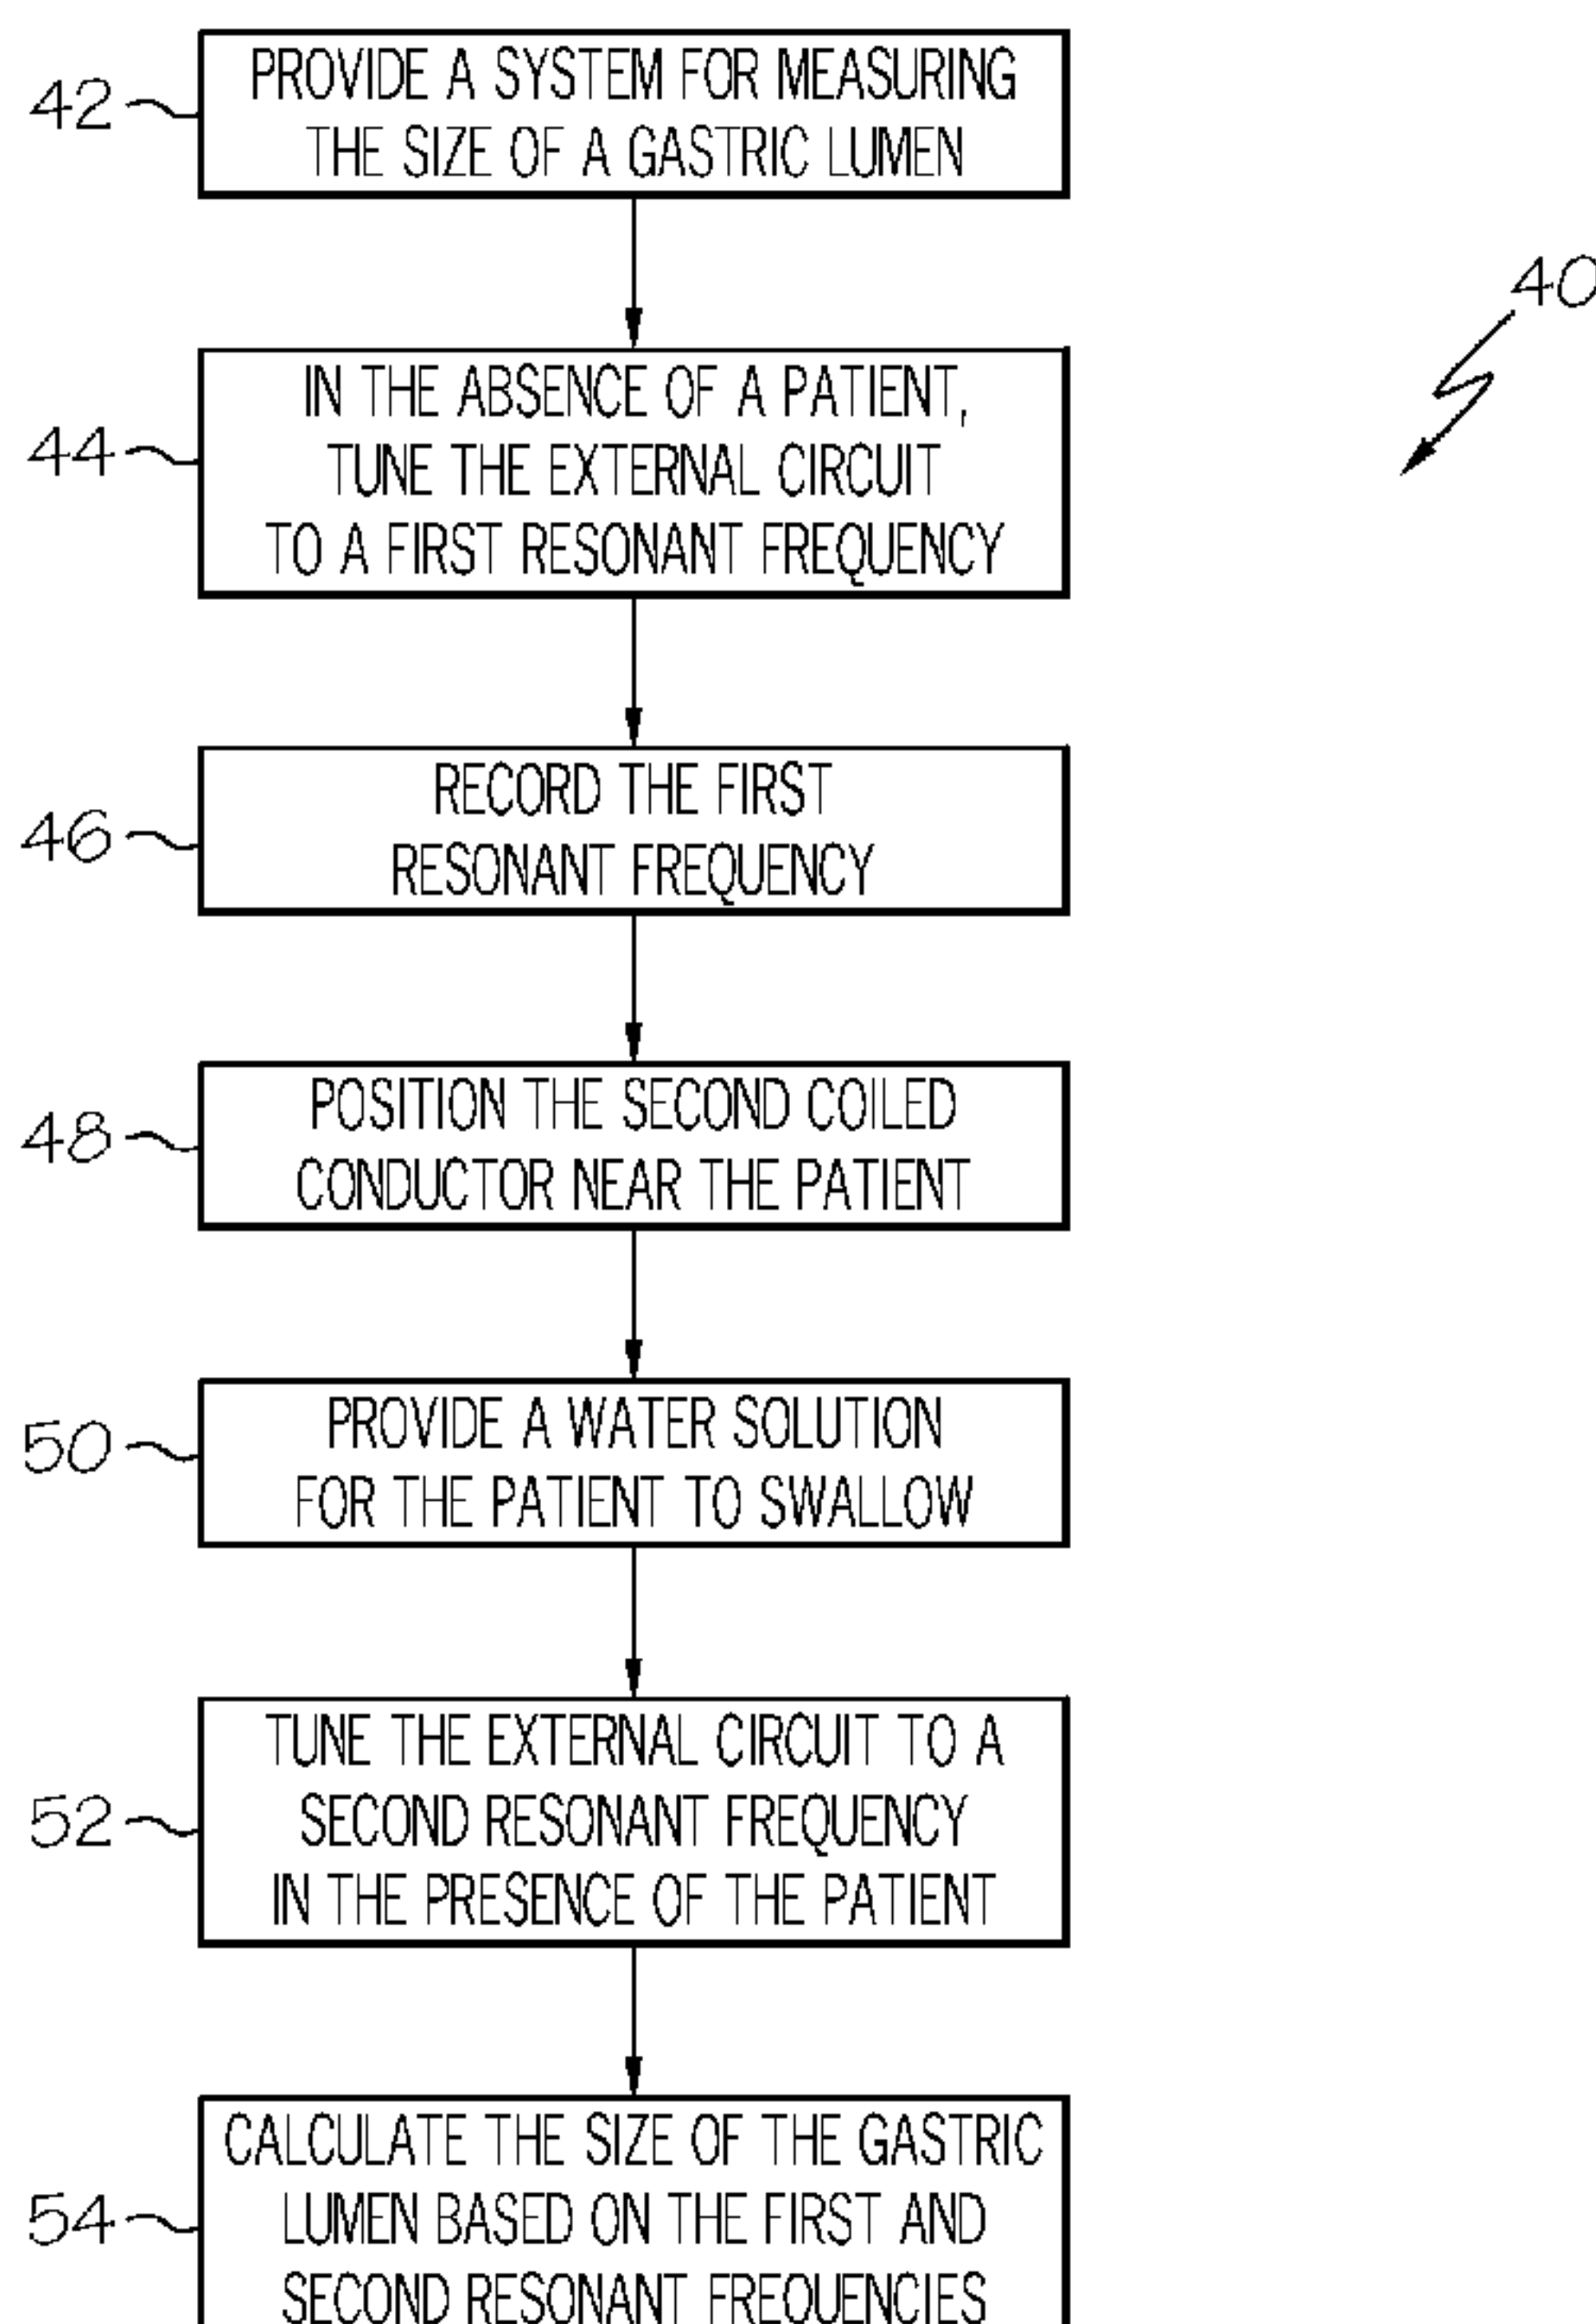 42
PROVIDE A SYSTEM FOR MEASURING
THE SIZE OF A GASTRIC LUMEN
40
44
IN THE ABSENCE OF A PATIENT,
TUNE THE EXTERNAL CIRCUIT
TO A FIRST RESONANT FREQUENCY
46
RECORD THE FIRST
RESONANT FREQUENCY
48
POSITION THE SECOND COILED
CONDUCTOR NEAR THE PATIENT
50
PROVIDE A WATER SOLUTION
FOR THE PATIENT TO SWALLOW
52
TUNE THE EXTERNAL CIRCUIT TO A
SECOND RESONANT FREQUENCY
IN THE PRESENCE OF THE PATIENT
54
CALCULATE THE SIZE OF THE GASTRIC
LUMEN BASED ON THE FIRST AND
SECOND RESONANT FREQUENCIES